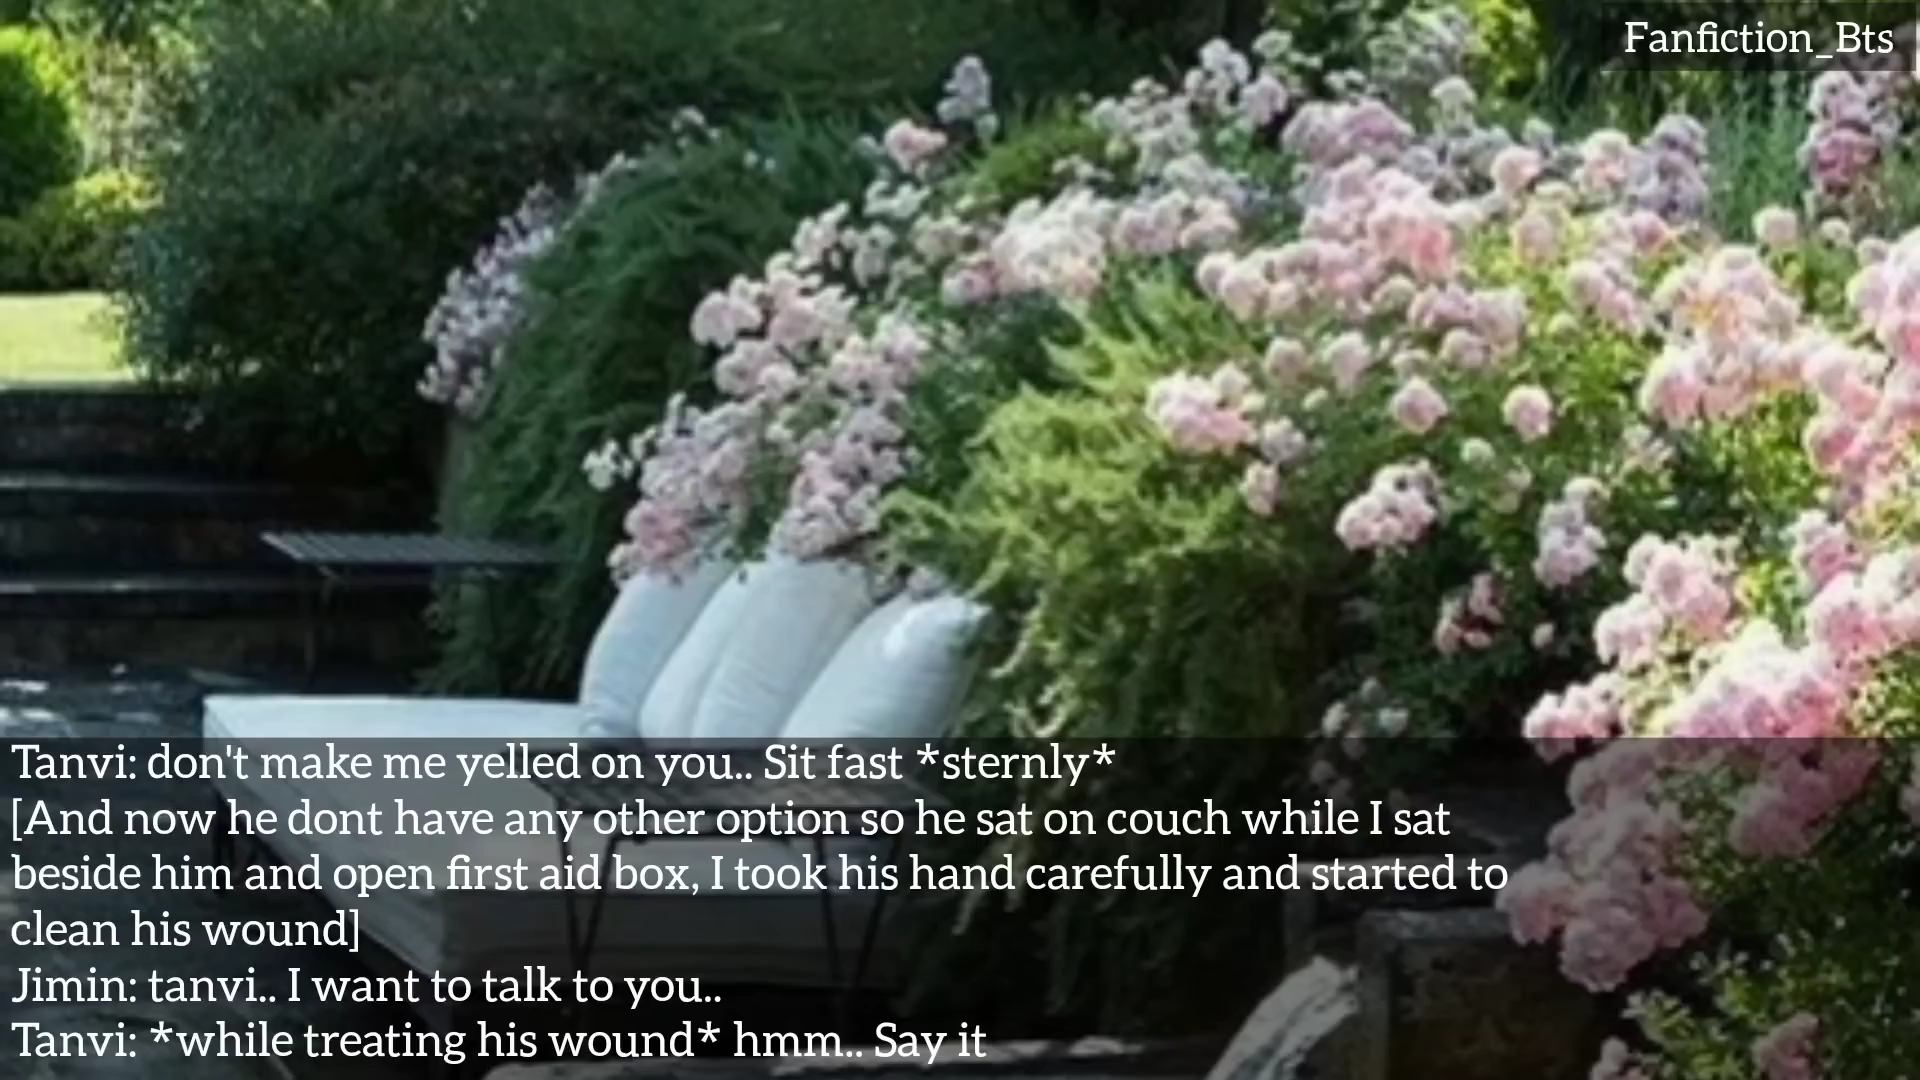 Fanfiction_Bts
Tanvi: don't make me yelled on you.. Sit fast *sternly*
[And now he dont have any other option so he sat on couch while I sat
beside him and open first aid box, I took his hand carefully and started to
clean his wound]
Jimin: tanvi.. I want to talk to you..
Tanvi: *while treating his wound* hmm.. Say it